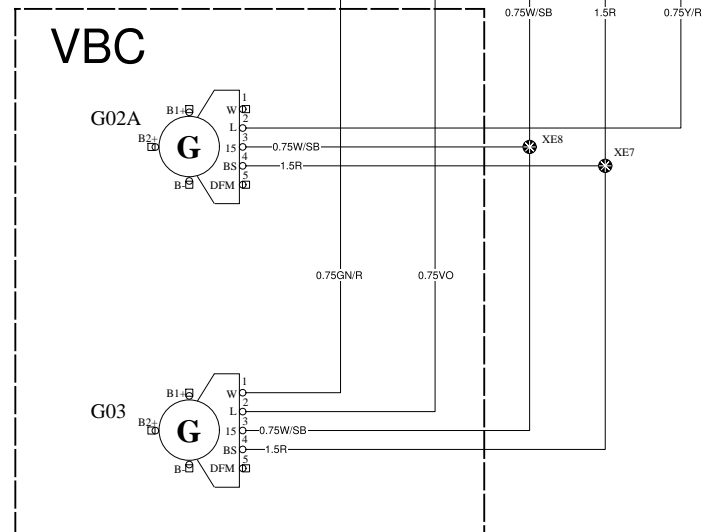 0.75W/SB 1.5R 0.75Y/R
VBC
G02A
B1+
B2+
G
B-
1
W
2
L
3
15 0.75W/SB XE8
4
BS 1.5R XE7
5
DFM
0.75GN/R 0.75VO
G03
B1+
B2+
G
B-
1
W
2
L
3
15 0.75W/SB
4
BS 1.5R
5
DFM